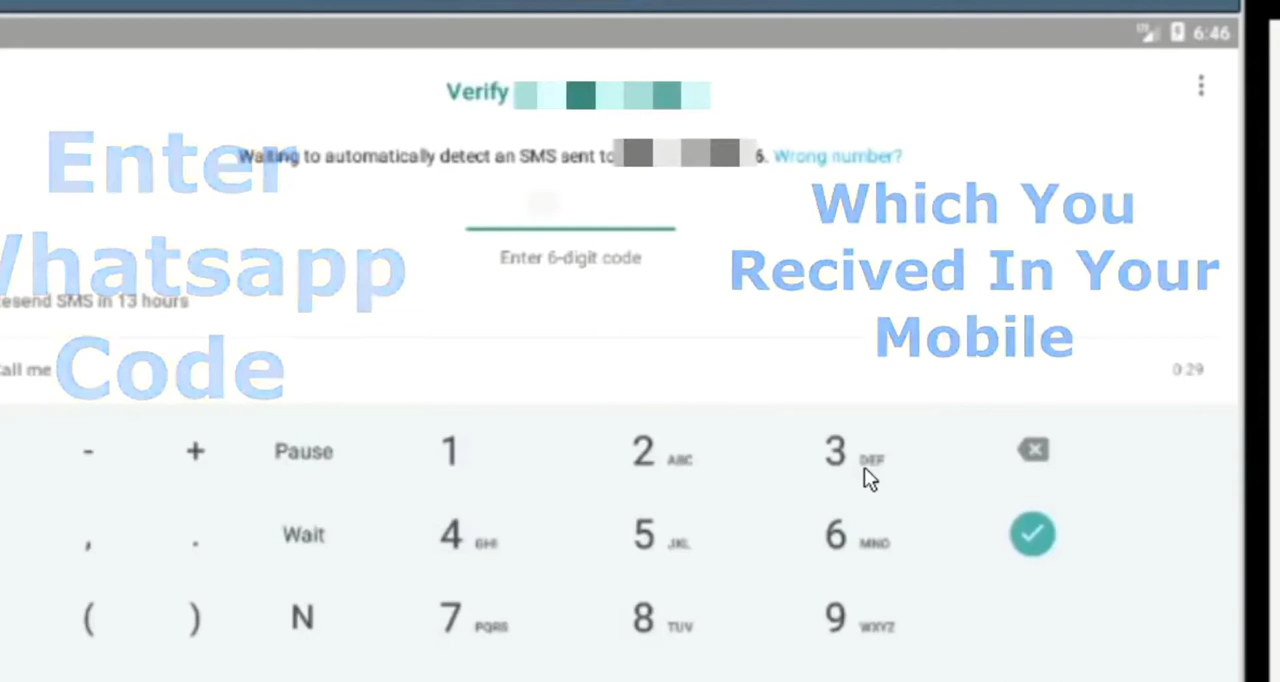 6:46
Verify
Waiting to automatically detect an SMS sent to 6. Wrong number?
Enter
Whatsapp
Code
Which You
Recived In Your
Mobile
Enter 6-digit code
Resend SMS in 13 hours
Call me 0:29
- + Pause 1 2 ABC 3 DEF
, . Wait 4 GHI 5 JKL 6 MNO
( ) N 7 PQRS 8 TUV 9 WXYZ